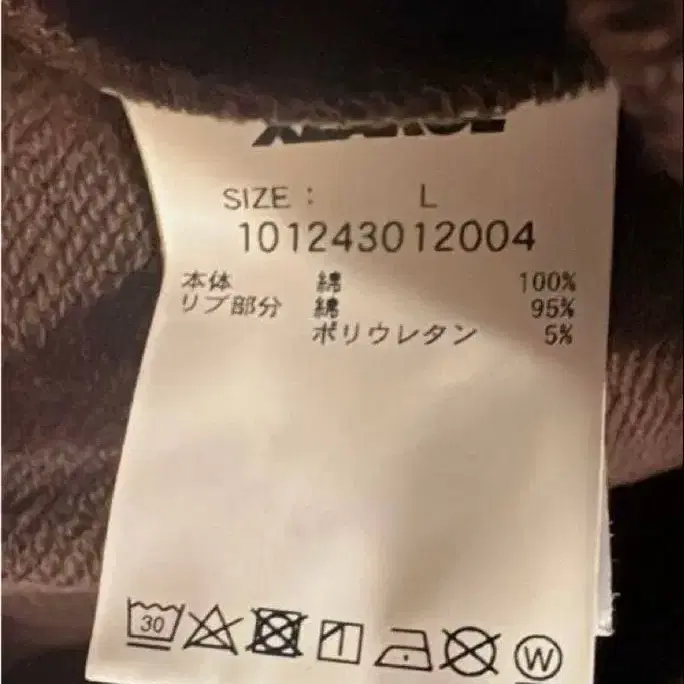 SIZE : L
101243012004
本体 綿 100%
リブ部分 綿 95%
ポリウレタン 5%
30 W